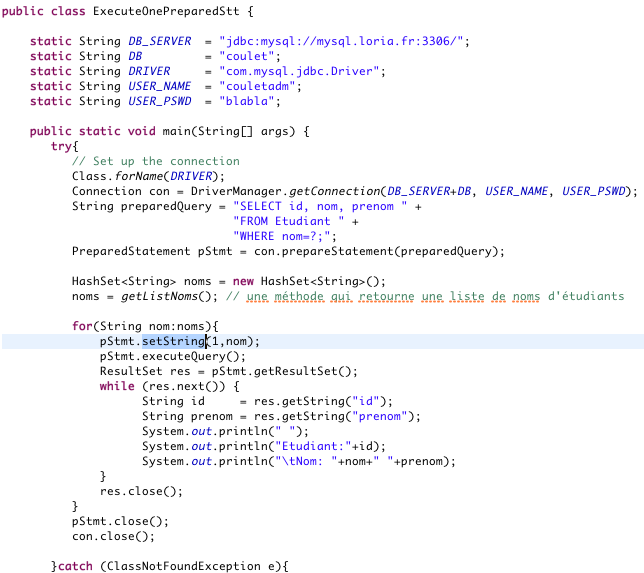 public class ExecuteOnePreparedStt {
static String DB_SERVER = "jdbc:mysql://mysql.loria.fr:3306/";
static String DB = "coulet";
static String DRIVER = "com.mysql.jdbc.Driver";
static String USER_NAME = "couletadm";
static String USER_PSWD = "blabla";
public static void main(String[] args) {
try{
// Set up the connection
Class.forName(DRIVER);
Connection con = DriverManager.getConnection(DB_SERVER+DB, USER_NAME, USER_PSWD);
String preparedQuery = "SELECT id, nom, prenom " +
"FROM Etudiant " +
"WHERE nom=?;";
PreparedStatement pStmt = con.prepareStatement(preparedQuery);
HashSet<String> noms = new HashSet<String>();
noms = getListNoms(); // une méthode qui retourne une liste de noms d'étudiants
for(String nom:noms){
pStmt.setString(1,nom);
pStmt.executeQuery();
ResultSet res = pStmt.getResultSet();
while (res.next()) {
String id = res.getString("id");
String prenom = res.getString("prenom");
System.out.println(" ");
System.out.println("Etudiant:"+id);
System.out.println("\tNom: "+nom+" "+prenom);
}
res.close();
}
pStmt.close();
con.close();
}catch (ClassNotFoundException e){